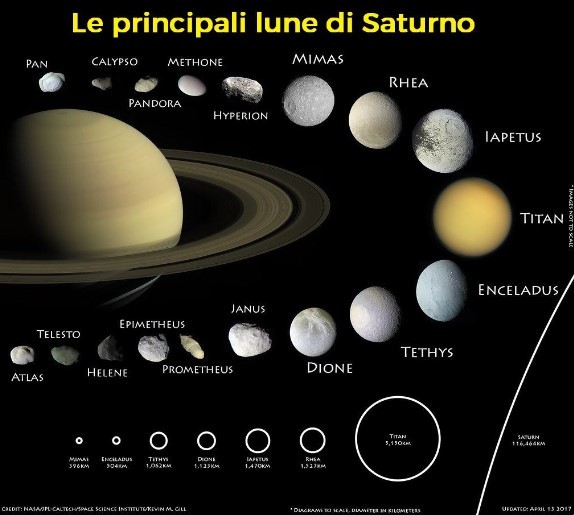 Le principali lune di Saturno
PAN
CALYPSO
PANDORA
METHONE
HYPERION
MIMAS
RHEA
IAPETUS
TITAN
* IMAGES NOT TO SCALE
ENCELADUS
TETHYS
DIONE
JANUS
EPIMETHEUS
PROMETHEUS
TELESTO
HELENE
ATLAS
MIMAS
396KM
ENCELADUS
504KM
TETHYS
1,062KM
DIONE
1,123KM
IAPETUS
1,470KM
RHEA
1,527KM
TITAN
5,150KM
SATURN
116,464KM
CREDIT: NASA/JPL-CALTECH/SPACE SCIENCE INSTITUTE/KEVIN M. GILL
* DIAGRAMS TO SCALE, DIAMETER IN KILOMETERS
UPDATED: APRIL 13 2017